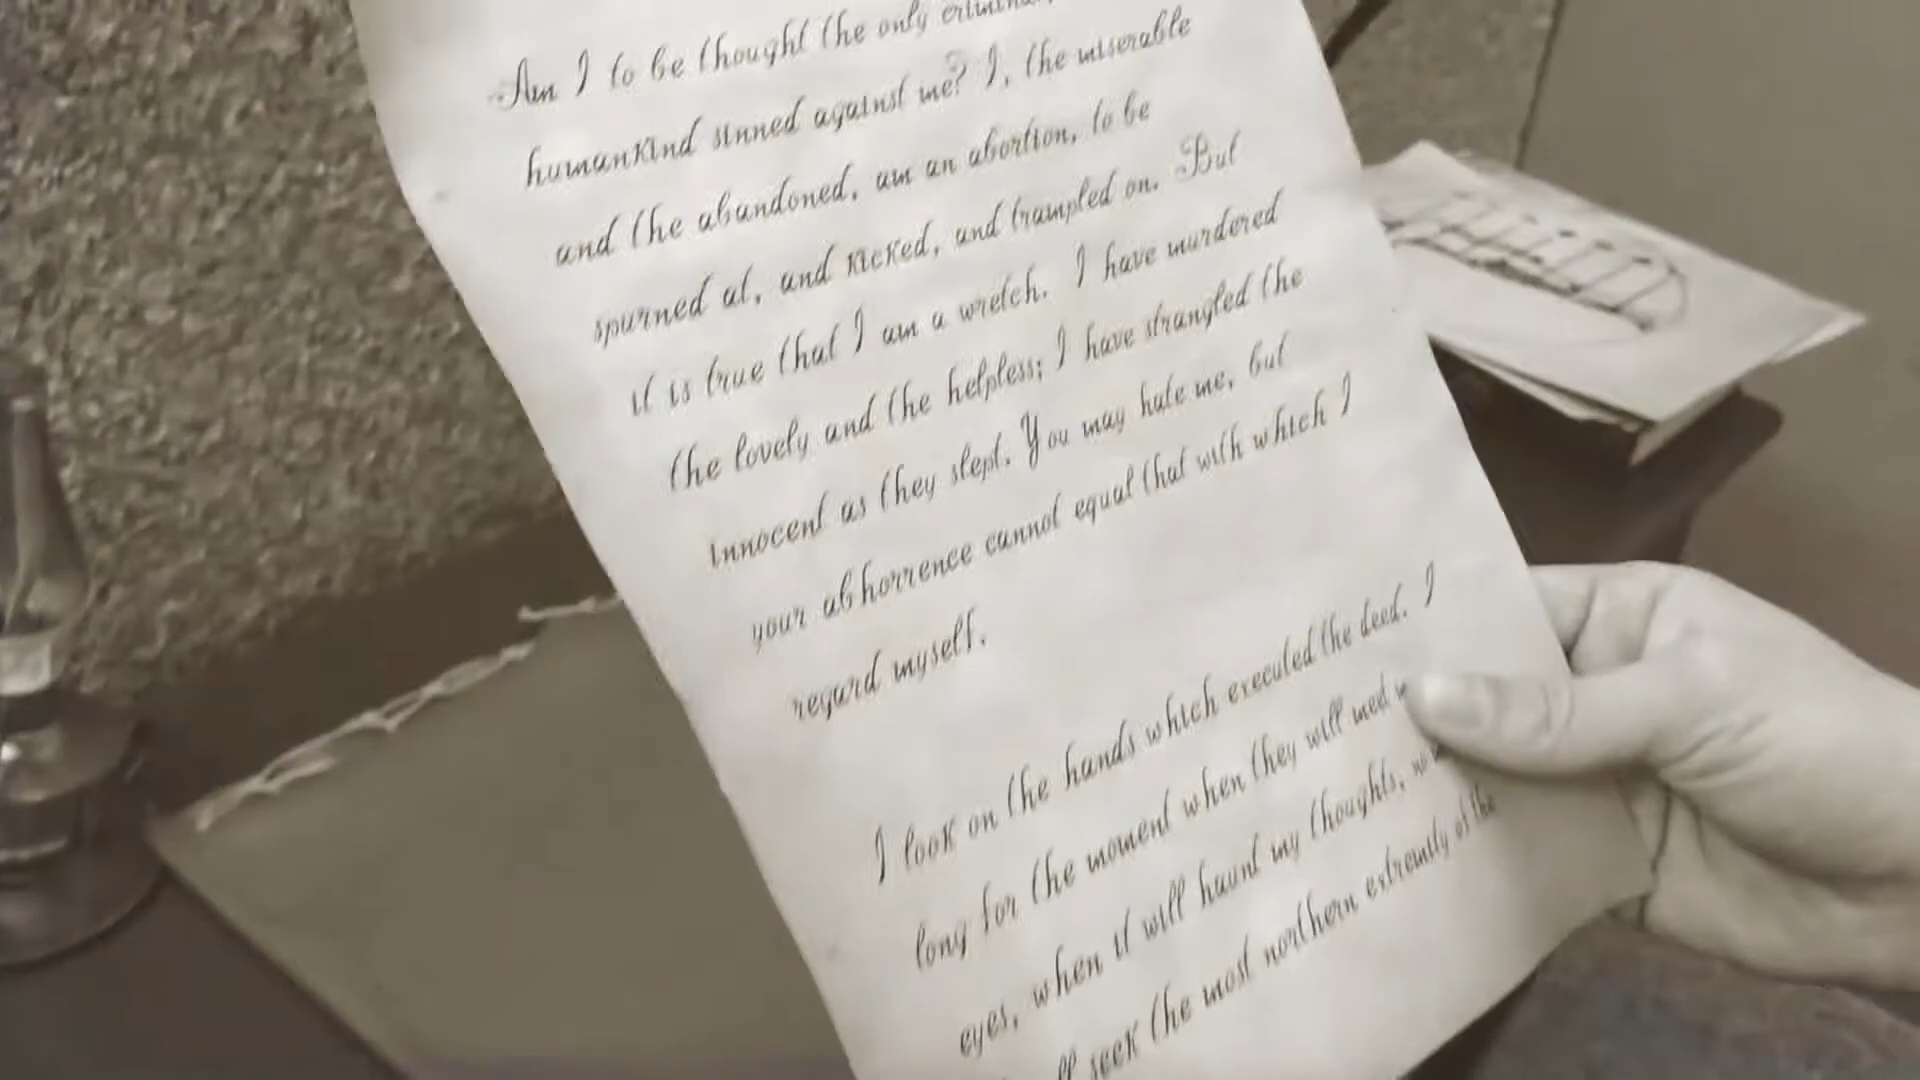 Am I to be thought the only
humankind sinned against me? I, the miserable
and the abandoned, am an abortion, to be
spurned at, and kicked, and trampled on. But
it is true that I am a wretch. I have murdered
the lovely and the helpless; I have strangled the
innocent as they slept. You may hate me, but
your abhorrence cannot equal that with which I
regard myself.
I look on the hands which executed the deed. I
long for the moment when they will
eyes, when it will haunt my thoughts,
seek the most northern extremity of the